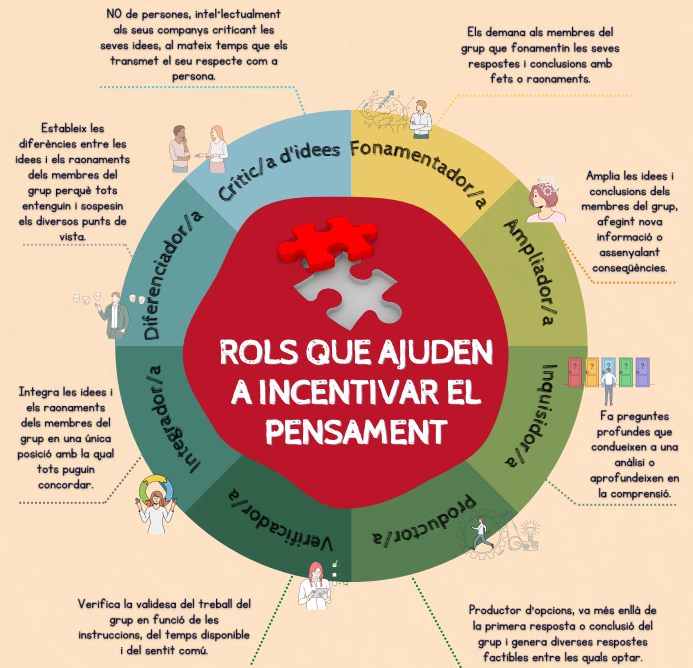 NO de persones, intel·lectualment
als seus companys criticant les
seves idees, al mateix temps que els
transmet el seu respecte com a
persona.
Els demana als membres del
grup que fonamentin les seves
respostes i conclusions amb
fets o raonaments.
Estableix les
diferències entre les
idees i els raonaments
dels membres del
grup perquè tots
entenguin i sospesin
els diversos punts de
vista.
Amplia les idees i
conclusions dels
membres del grup,
afegint nova
informació o
assenyalant
conseqüències.
Crític/a d'idees
Fonamentador/a
Ampliador/a
Inquisidor/a
productor/a
Verificador/a
Integrador/a
Diferenciador/a
ROLS QUE AJUDEN
A INCENTIVAR EL
PENSAMENT
Integra les idees i
els raonaments
dels membres del
grup en una única
posició amb la qual
tots puguin
concordar.
Fa preguntes
profundes que
condueixen a una
anàlisi o
aprofundeixen en
la comprensió.
Verifica la validesa del treball del
grup en funció de les
instruccions, del temps disponible
i del sentit comú.
Productor d'opcions, va més enllà de
la primera resposta o conclusió del
grup i genera diverses respostes
factibles entre les quals optar.